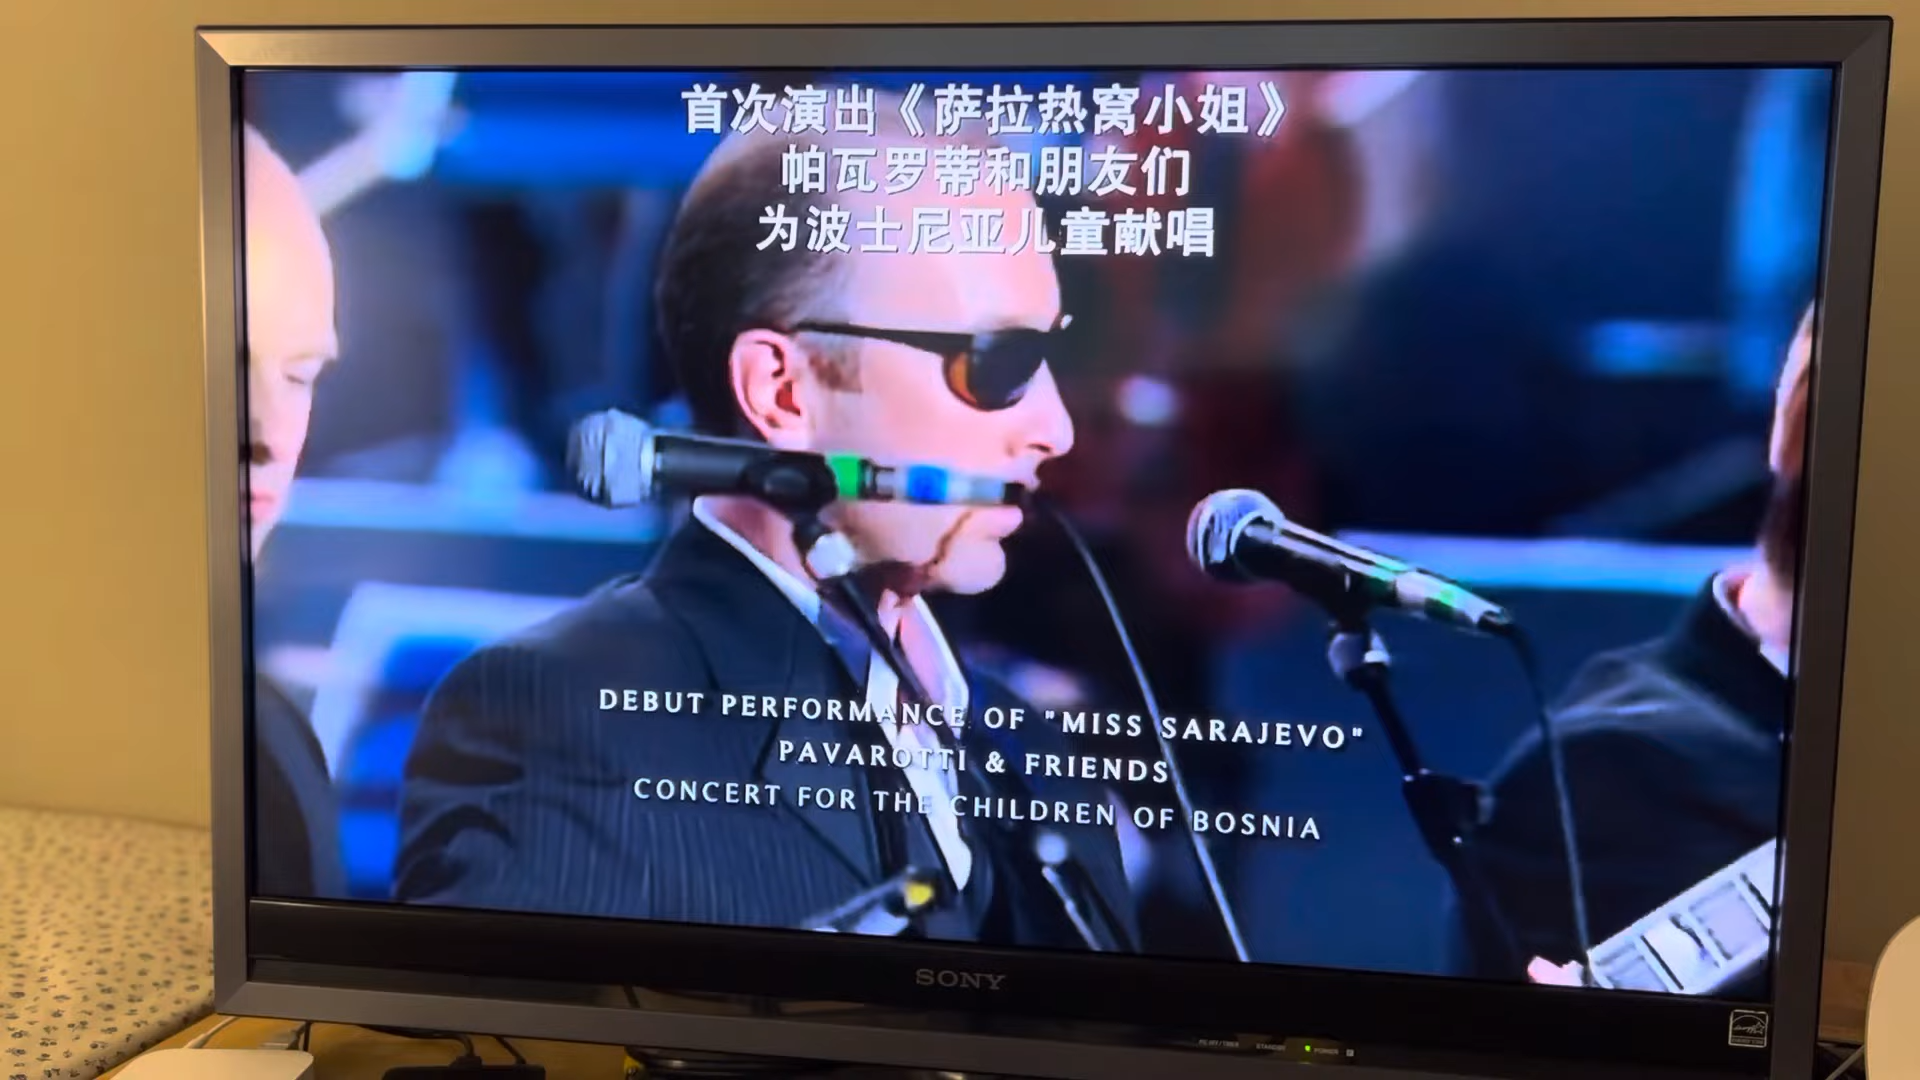 首次演出《萨拉热窝小姐》
帕瓦罗蒂和朋友们
为波士尼亚儿童献唱
DEBUT PERFORMANCE OF "MISS SARAJEVO"
PAVAROTTI & FRIENDS
CONCERT FOR THE CHILDREN OF BOSNIA
SONY
STANDBY
POWER